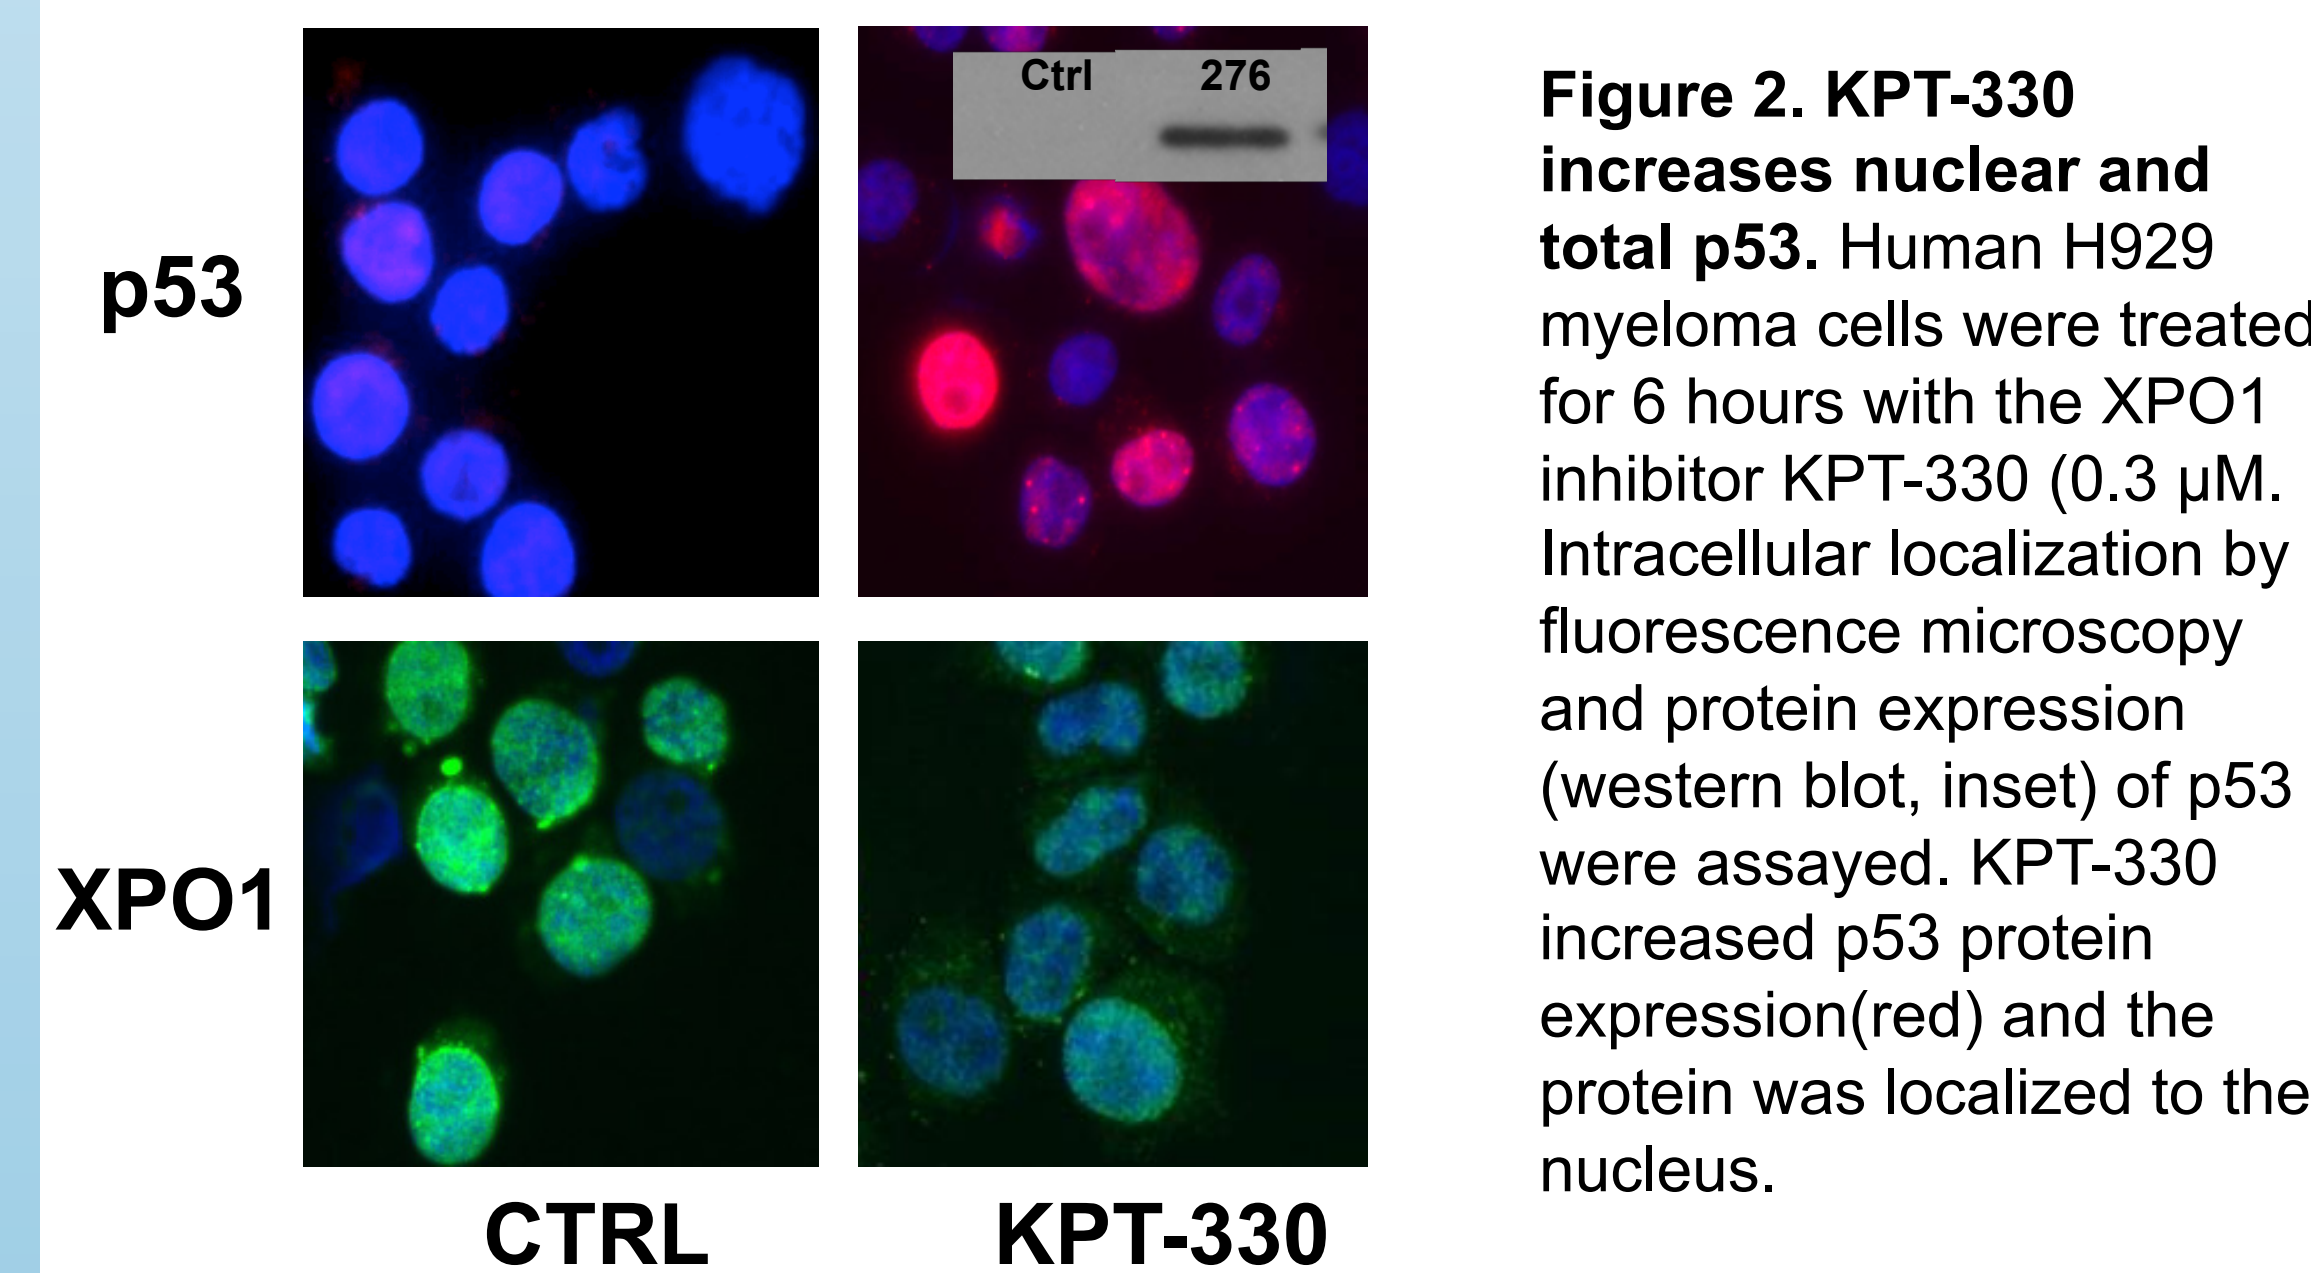 p53
Ctrl 276
XPO1
CTRL KPT-330
Figure 2. KPT-330
increases nuclear and
total p53. Human H929
myeloma cells were treated
for 6 hours with the XPO1
inhibitor KPT-330 (0.3 µM.
Intracellular localization by
fluorescence microscopy
and protein expression
(western blot, inset) of p53
were assayed. KPT-330
increased p53 protein
expression(red) and the
protein was localized to the
nucleus.